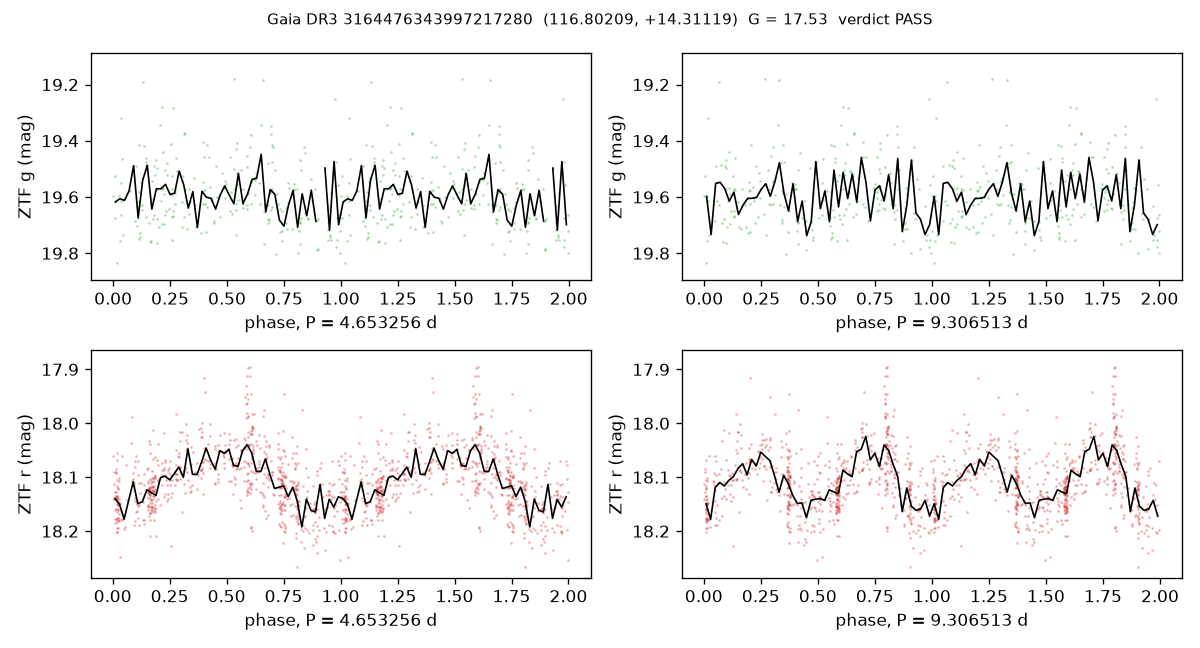 Gaia DR3 3164476343997217280 (116.80209, +14.31119) G = 17.53 verdict PASS
ZTF g (mag)
19.2
19.4
19.6
19.8
0.00 0.25 0.50 0.75 1.00 1.25 1.50 1.75 2.00
phase, P = 4.653256 d
ZTF g (mag)
19.2
19.4
19.6
19.8
0.00 0.25 0.50 0.75 1.00 1.25 1.50 1.75 2.00
phase, P = 9.306513 d
ZTF r (mag)
17.9
18.0
18.1
18.2
0.00 0.25 0.50 0.75 1.00 1.25 1.50 1.75 2.00
phase, P = 4.653256 d
ZTF r (mag)
17.9
18.0
18.1
18.2
0.00 0.25 0.50 0.75 1.00 1.25 1.50 1.75 2.00
phase, P = 9.306513 d